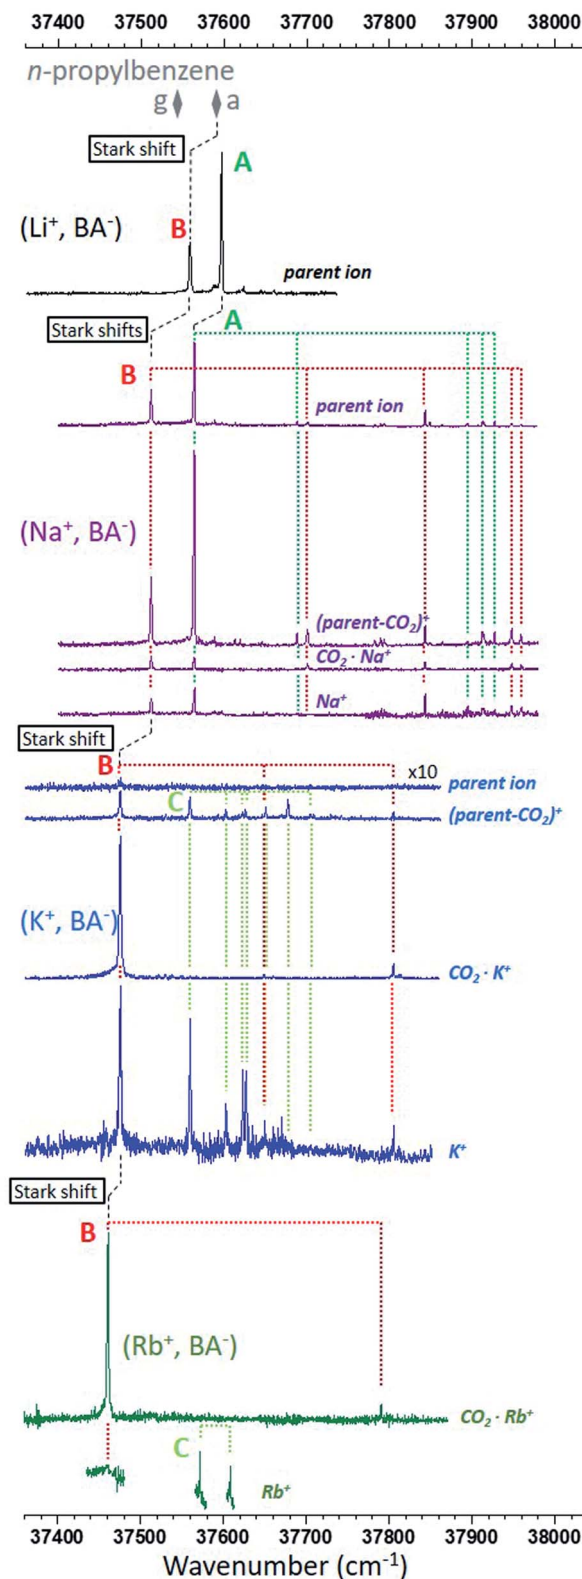 37400 37500 37600 37700 37800 37900 38000
n-propylbenzene
g a
Stark shift
A
(Li⁺, BA⁻)
B
parent ion
Stark shifts
A
B
parent ion
(Na⁺, BA⁻)
(parent-CO₂)⁺
CO₂ · Na⁺
Na⁺
Stark shift
B
x10
parent ion
C
(parent-CO₂)⁺
(K⁺, BA⁻)
CO₂ · K⁺
K⁺
Stark shift
B
(Rb⁺, BA⁻)
CO₂ · Rb⁺
C
Rb⁺
37400 37500 37600 37700 37800 37900 38000
Wavenumber (cm⁻¹)